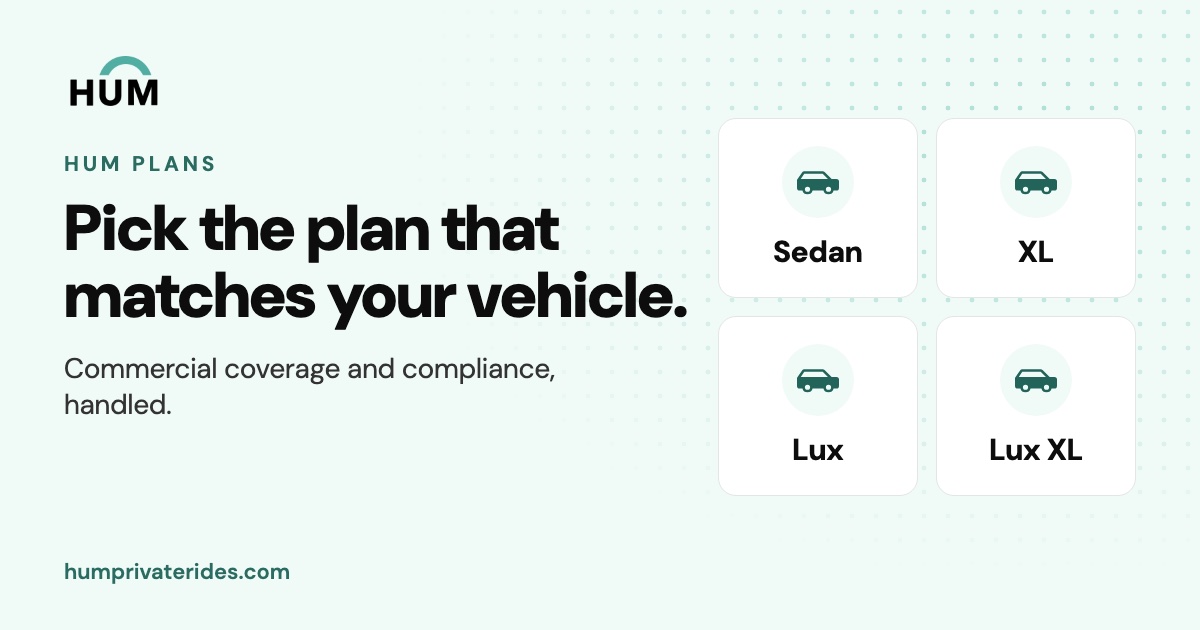 HUM
HUM PLANS
Pick the plan that
matches your vehicle.
Commercial coverage and compliance,
handled.
Sedan
XL
Lux
Lux XL
humprivaterides.com